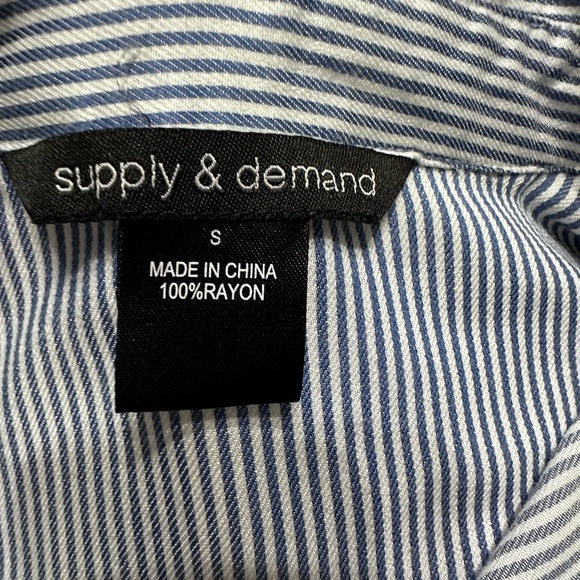 supply & demand
S
MADE IN CHINA
100%RAYON